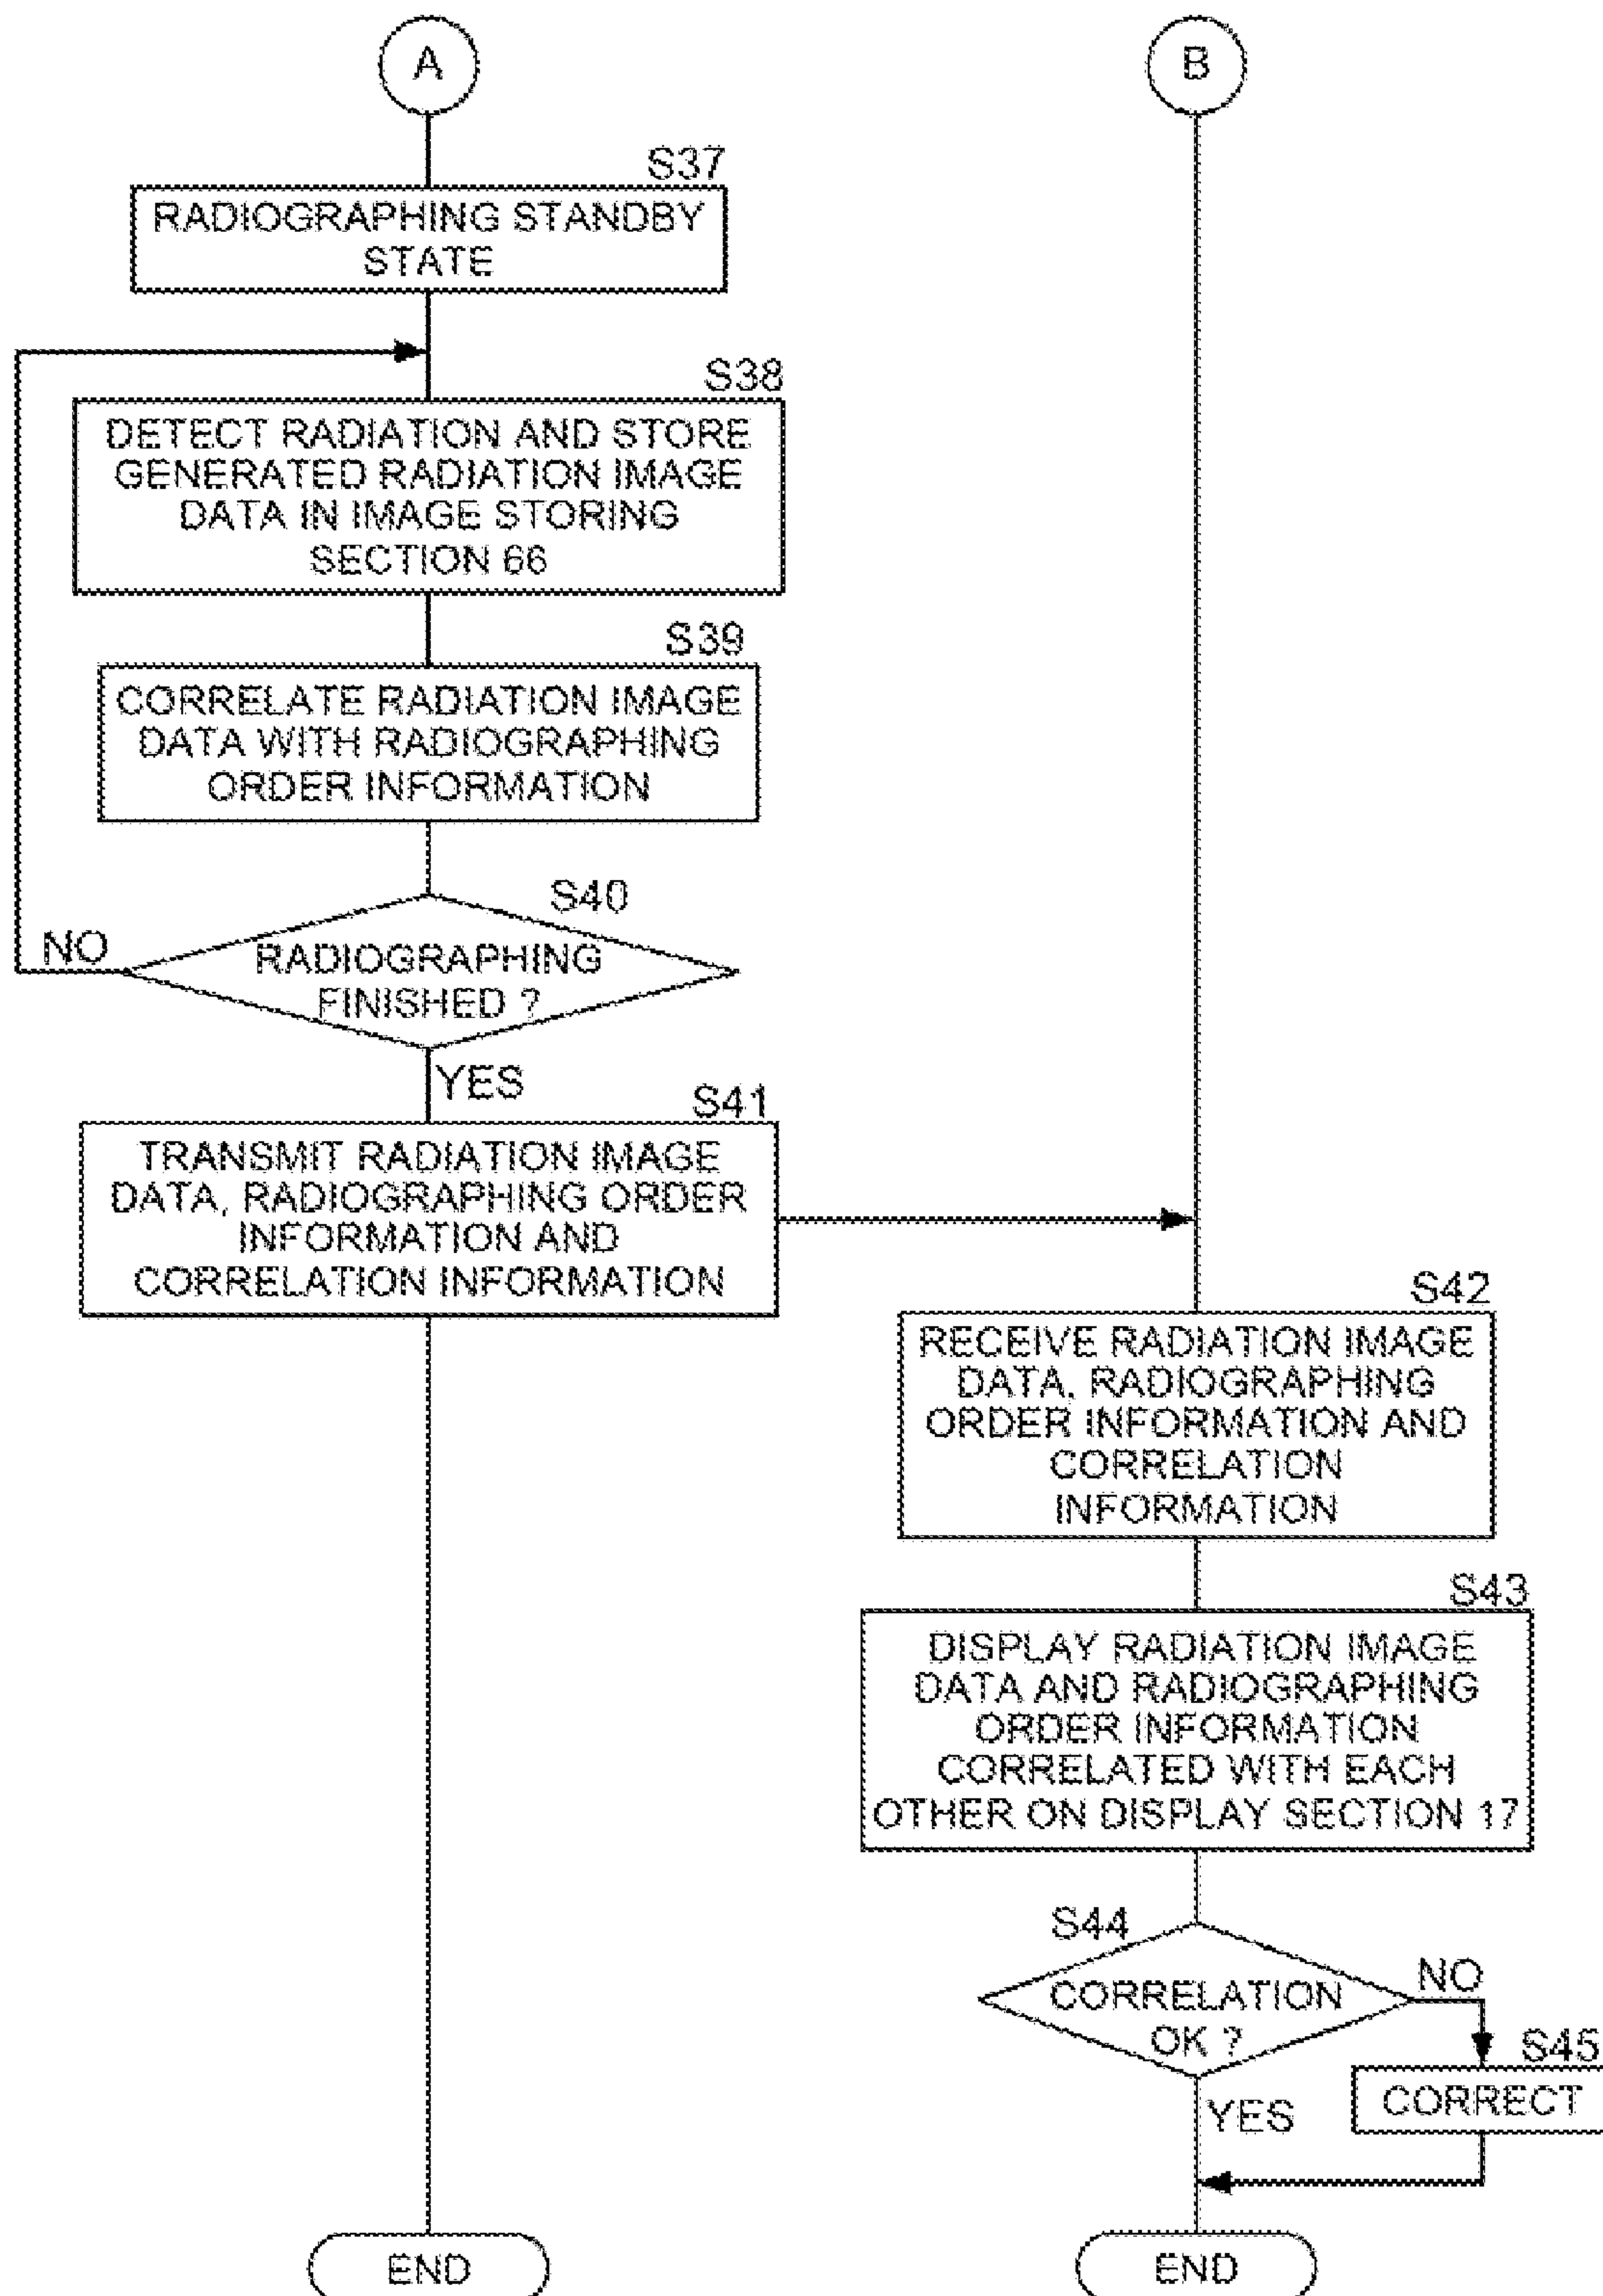 A
B
S37
RADIOGRAPHING STANDBY
STATE
S38
DETECT RADIATION AND STORE
GENERATED RADIATION IMAGE
DATA IN IMAGE STORING
SECTION 66
S39
CORRELATE RADIATION IMAGE
DATA WITH RADIOGRAPHING
ORDER INFORMATION
S40
NO
RADIOGRAPHING
FINISHED ?
YES
S41
TRANSMIT RADIATION IMAGE
DATA, RADIOGRAPHING ORDER
INFORMATION AND
CORRELATION INFORMATION
S42
RECEIVE RADIATION IMAGE
DATA, RADIOGRAPHING
ORDER INFORMATION AND
CORRELATION
INFORMATION
S43
DISPLAY RADIATION IMAGE
DATA AND RADIOGRAPHING
ORDER INFORMATION
CORRELATED WITH EACH
OTHER ON DISPLAY SECTION 17
S44
CORRELATION
OK ?
NO
S45
CORRECT
YES
END
END